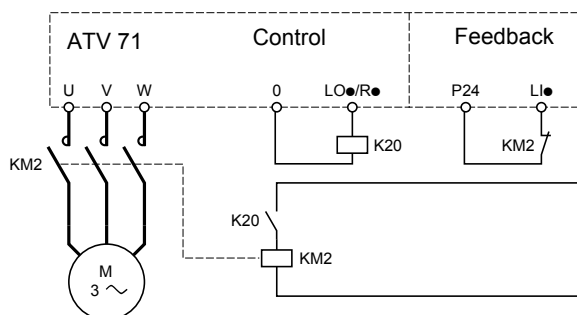 ATV 71 Control Feedback
U V W 0 LO●/R● P24 LI●
K20 KM2
KM2
K20
KM2
M
3